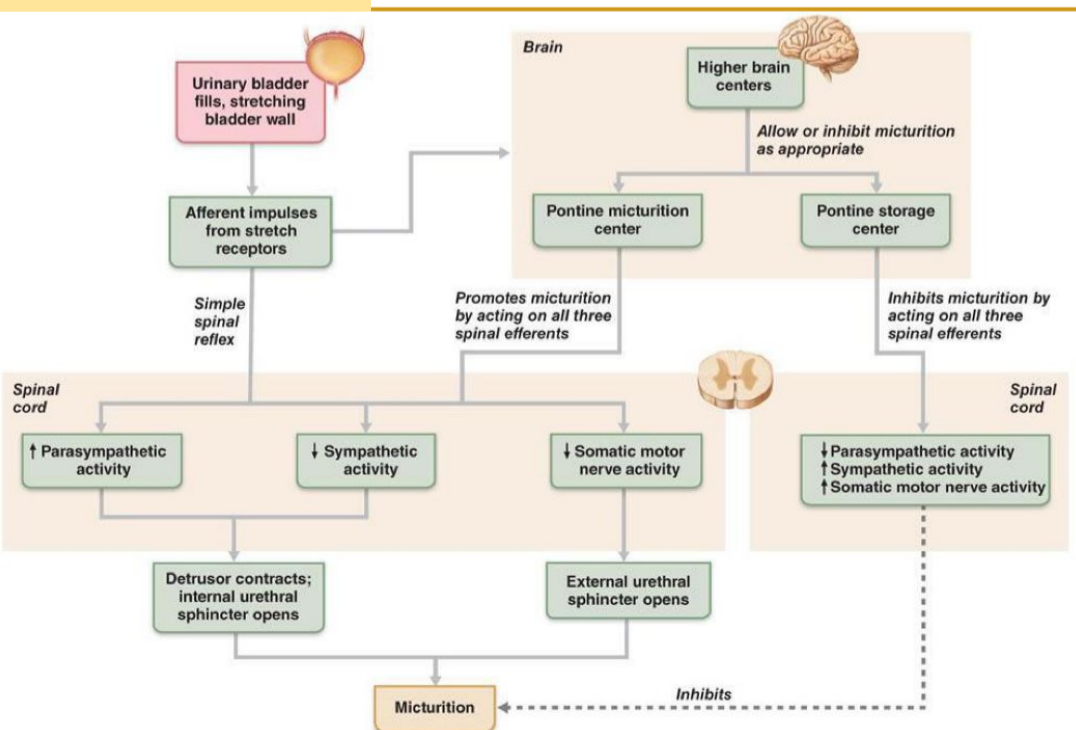 Brain
Urinary bladder
fills, stretching
bladder wall
Higher brain
centers
Allow or inhibit micturition
as appropriate
Afferent impulses
from stretch
receptors
Pontine micturition
center
Pontine storage
center
Simple
spinal
reflex
Promotes micturition
by acting on all three
spinal efferents
Inhibits micturition by
acting on all three
spinal efferents
Spinal
cord
Spinal
cord
↑ Parasympathetic
activity
↓ Sympathetic
activity
↓ Somatic motor
nerve activity
↓ Parasympathetic activity
↑ Sympathetic activity
↑ Somatic motor nerve activity
Detrusor contracts;
internal urethral
sphincter opens
External urethral
sphincter opens
Micturition
Inhibits